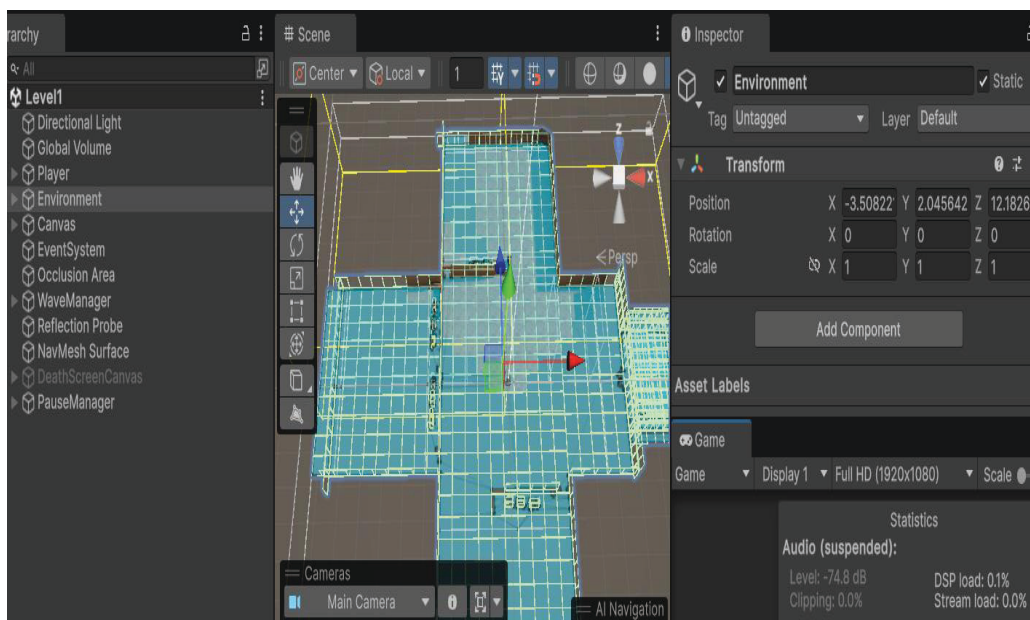 rarchy
All
Level1
Directional Light
Global Volume
Player
Environment
Canvas
EventSystem
Occlusion Area
WaveManager
Reflection Probe
NavMesh Surface
DeathScreenCanvas
PauseManager
Scene
Center Local 1
Z
X
Persp
Cameras
Main Camera
AI Navigation
Inspector
Environment Static
Tag Untagged Layer Default
Transform
Position X -3.50822 Y 2.045642 Z 12.1826
Rotation X 0 Y 0 Z 0
Scale X 1 Y 1 Z 1
Add Component
Asset Labels
Game
Game Display 1 Full HD (1920x1080) Scale
Statistics
Audio (suspended):
Level: -74.8 dB DSP load: 0.1%
Clipping: 0.0% Stream load: 0.0%